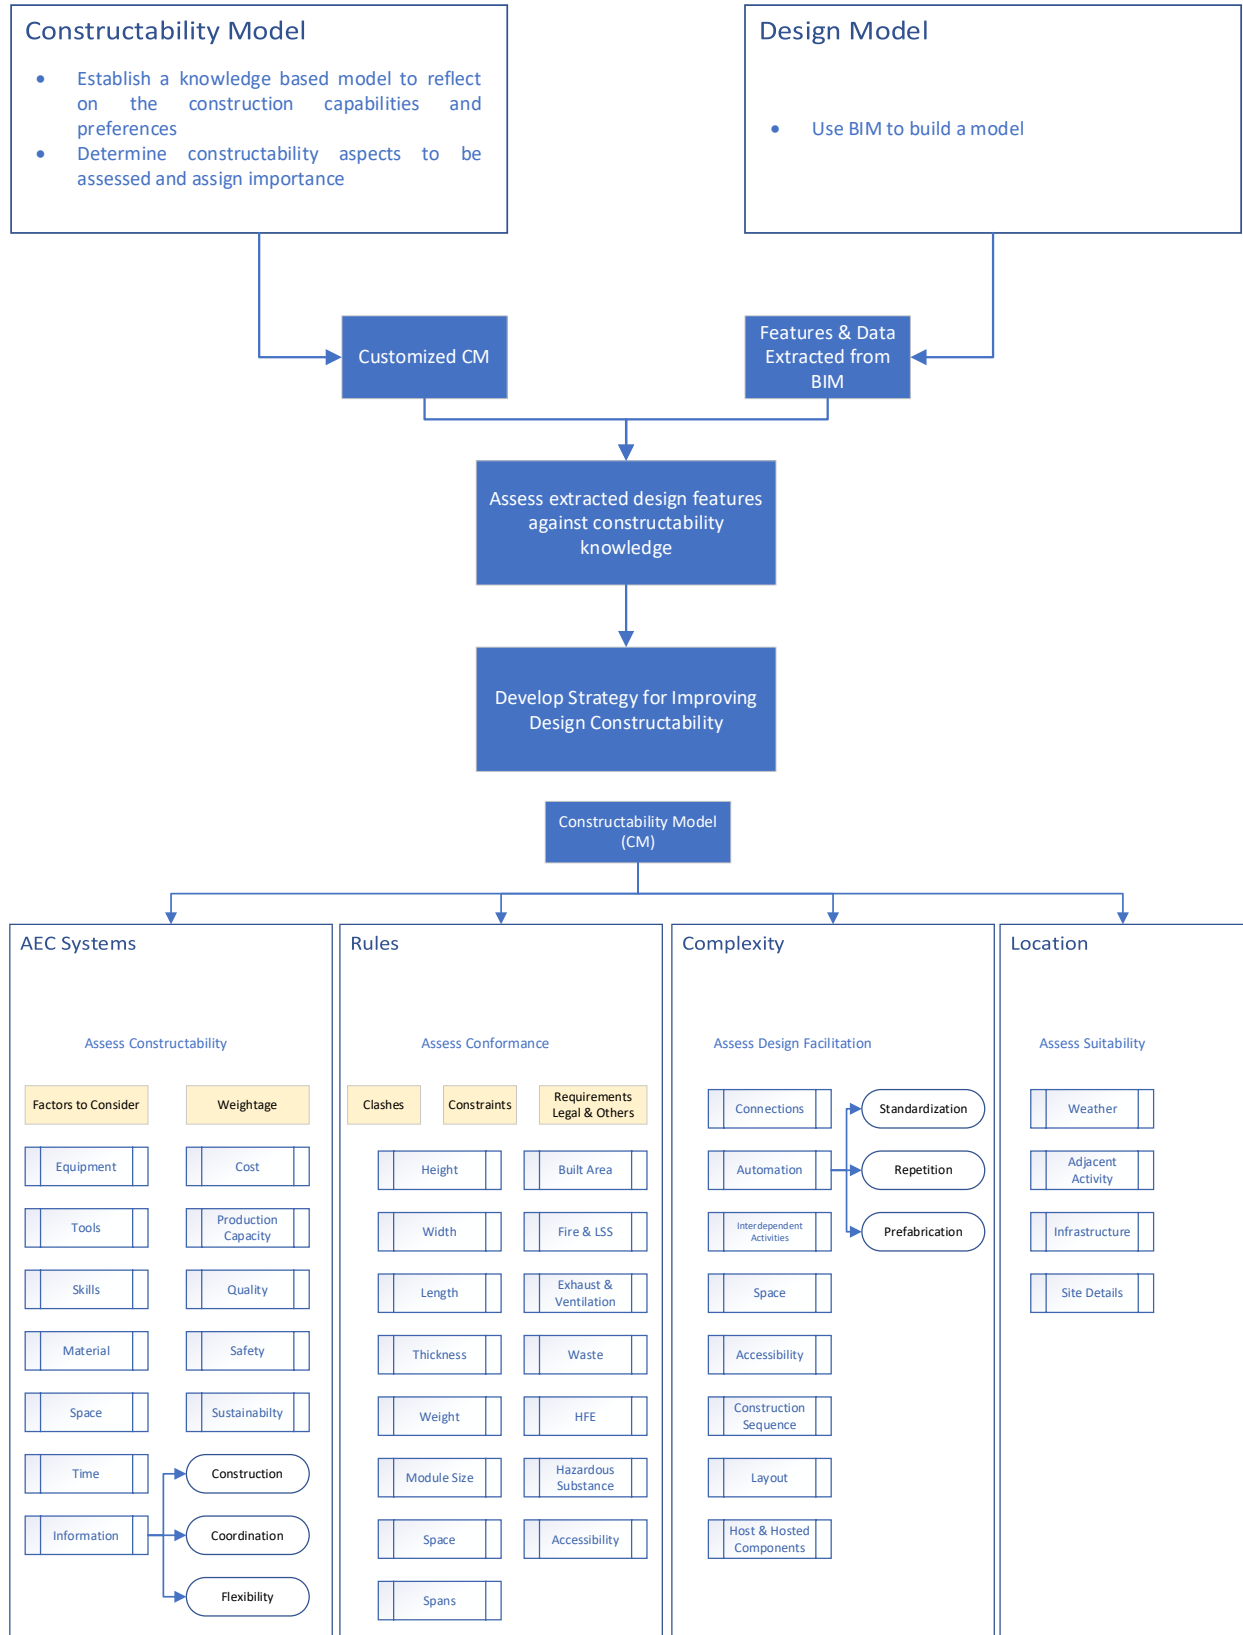 Constructability Model
• Establish a knowledge based model to reflect
on the construction capabilities and
preferences
• Determine constructability aspects to be
assessed and assign importance
Design Model
• Use BIM to build a model
Customized CM
Features & Data
Extracted from
BIM
Assess extracted design features
against constructability
knowledge
Develop Strategy for Improving
Design Constructability
Constructability Model
(CM)
AEC Systems
Assess Constructability
Factors to Consider
Equipment
Tools
Skills
Material
Space
Time
Information
Weightage
Cost
Production
Capacity
Quality
Safety
Sustainabilty
Construction
Coordination
Flexibility
Rules
Assess Conformance
Clashes
Constraints
Requirements
Legal & Others
Height
Width
Length
Thickness
Weight
Module Size
Space
Spans
Built Area
Fire & LSS
Exhaust &
Ventilation
Waste
HFE
Hazardous
Substance
Accessibility
Complexity
Assess Design Facilitation
Connections
Automation
Interdependent
Activities
Space
Accessibility
Construction
Sequence
Layout
Host & Hosted
Components
Standardization
Repetition
Prefabrication
Location
Assess Suitability
Weather
Adjacent
Activity
Infrastructure
Site Details